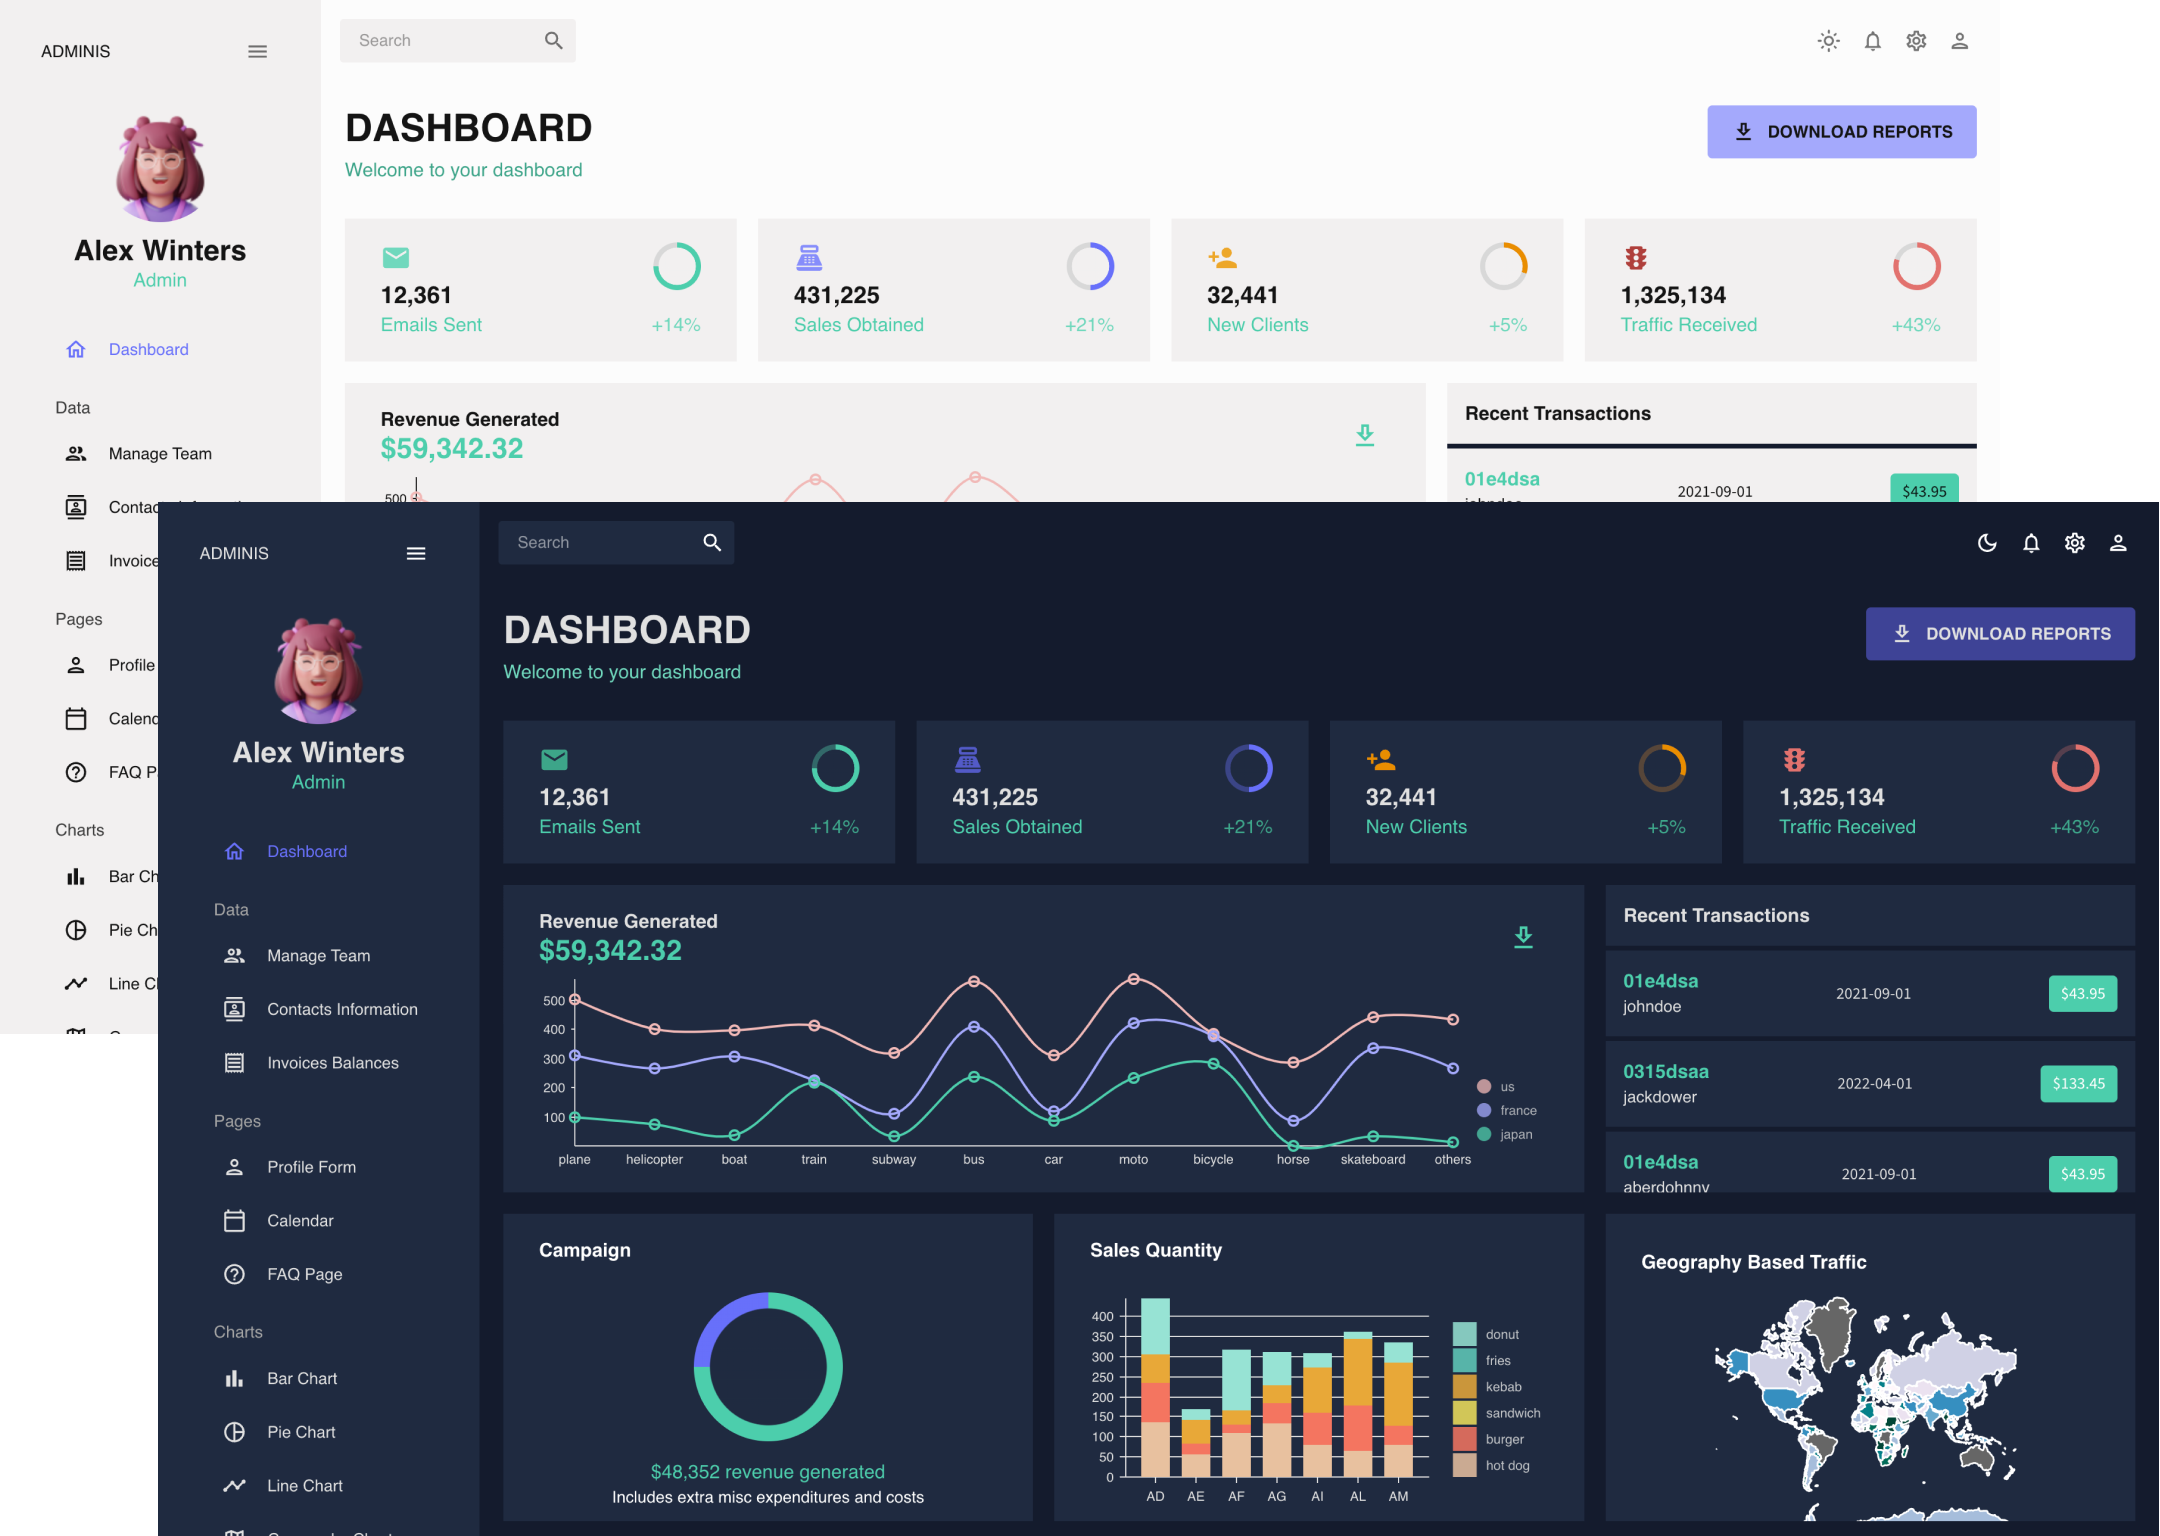 ADMINIS
Search
Alex Winters
Admin
Dashboard
Data
Manage Team
Contac
Invoice
Pages
Profile
Calend
FAQ P
Charts
Bar Ch
Pie Ch
Line Cl
DASHBOARD
Welcome to your dashboard
DOWNLOAD REPORTS
12,361
Emails Sent
+14%
431,225
Sales Obtained
+21%
32,441
New Clients
+5%
1,325,134
Traffic Received
+43%
Revenue Generated
$59,342.32
500
Recent Transactions
01e4dsa
johndoe
2021-09-01
$43.95
ADMINIS
Search
Alex Winters
Admin
Dashboard
Data
Manage Team
Contacts Information
Invoices Balances
Pages
Profile Form
Calendar
FAQ Page
Charts
Bar Chart
Pie Chart
Line Chart
DASHBOARD
Welcome to your dashboard
DOWNLOAD REPORTS
12,361
Emails Sent
+14%
431,225
Sales Obtained
+21%
32,441
New Clients
+5%
1,325,134
Traffic Received
+43%
Revenue Generated
$59,342.32
500
400
300
200
100
plane helicopter boat train subway bus car moto bicycle horse skateboard others
us
france
japan
Recent Transactions
01e4dsa
johndoe
2021-09-01
$43.95
0315dsaa
jackdower
2022-04-01
$133.45
01e4dsa
aberdohnny
2021-09-01
$43.95
Campaign
$48,352 revenue generated
Includes extra misc expenditures and costs
Sales Quantity
400
350
300
250
200
150
100
50
0
AD AE AF AG AI AL AM
donut
fries
kebab
sandwich
burger
hot dog
Geography Based Traffic